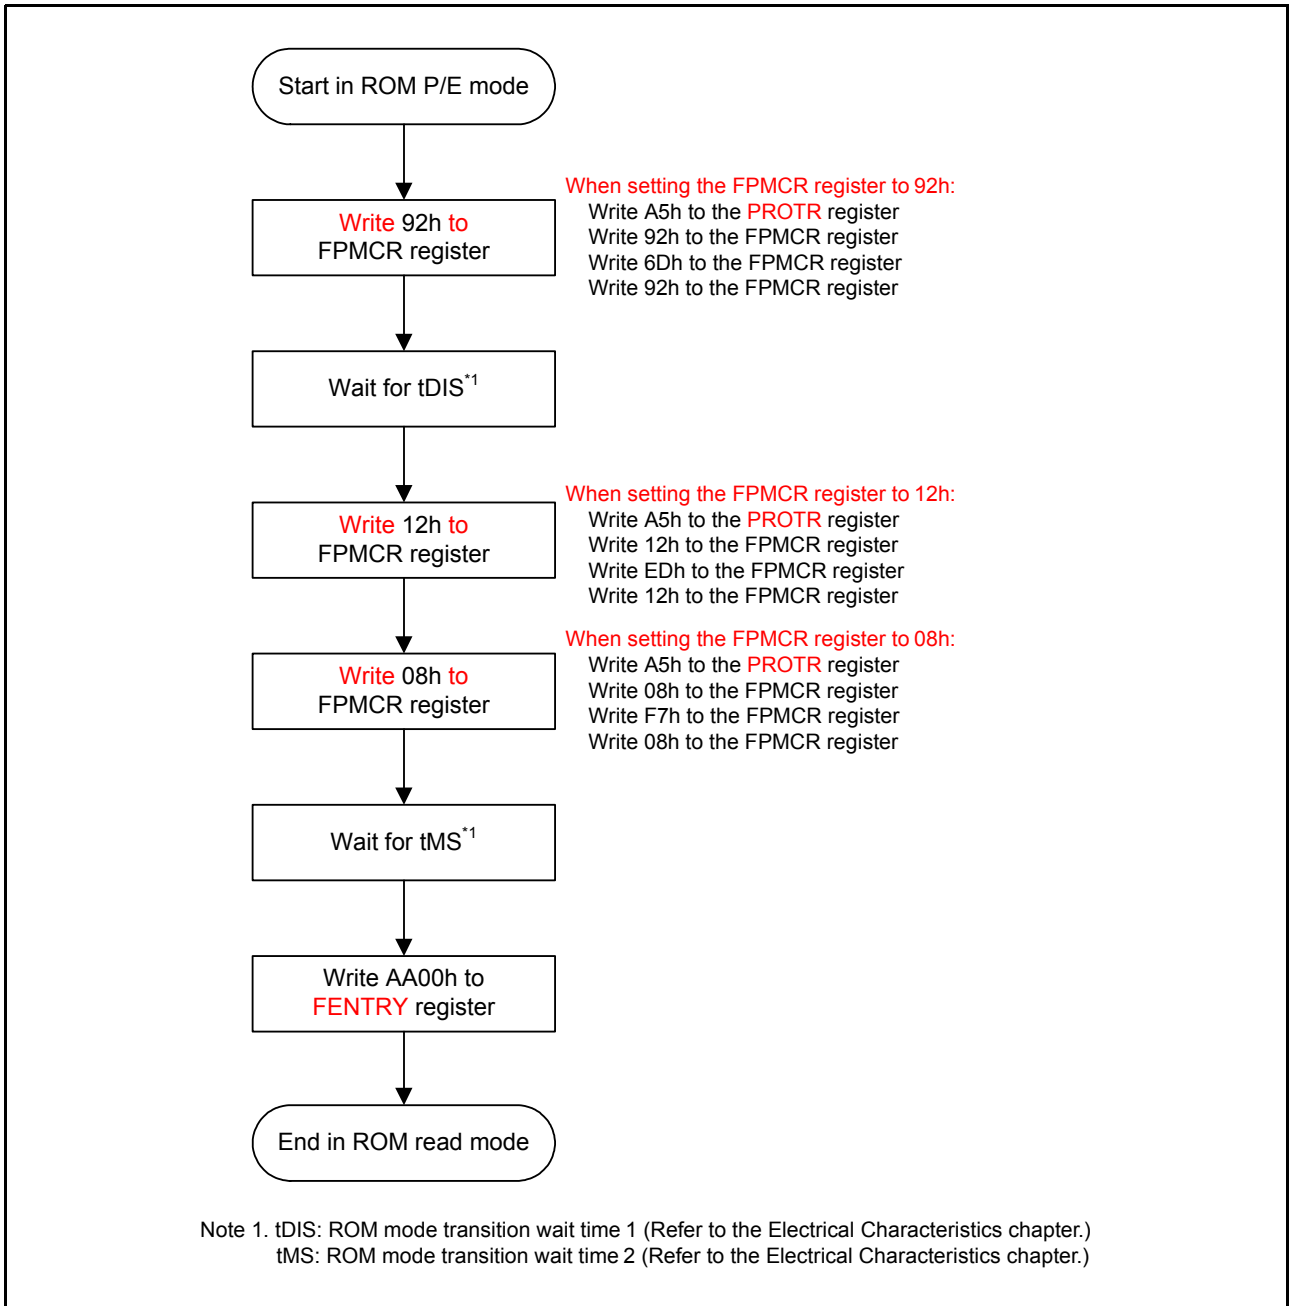 Start in ROM P/E mode
Write 92h to
FPMCR register
When setting the FPMCR register to 92h:
Write A5h to the PROTR register
Write 92h to the FPMCR register
Write 6Dh to the FPMCR register
Write 92h to the FPMCR register
Wait for tDIS*1
Write 12h to
FPMCR register
When setting the FPMCR register to 12h:
Write A5h to the PROTR register
Write 12h to the FPMCR register
Write EDh to the FPMCR register
Write 12h to the FPMCR register
Write 08h to
FPMCR register
When setting the FPMCR register to 08h:
Write A5h to the PROTR register
Write 08h to the FPMCR register
Write F7h to the FPMCR register
Write 08h to the FPMCR register
Wait for tMS*1
Write AA00h to
FENTRY register
End in ROM read mode
Note 1. tDIS: ROM mode transition wait time 1 (Refer to the Electrical Characteristics chapter.)
tMS: ROM mode transition wait time 2 (Refer to the Electrical Characteristics chapter.)